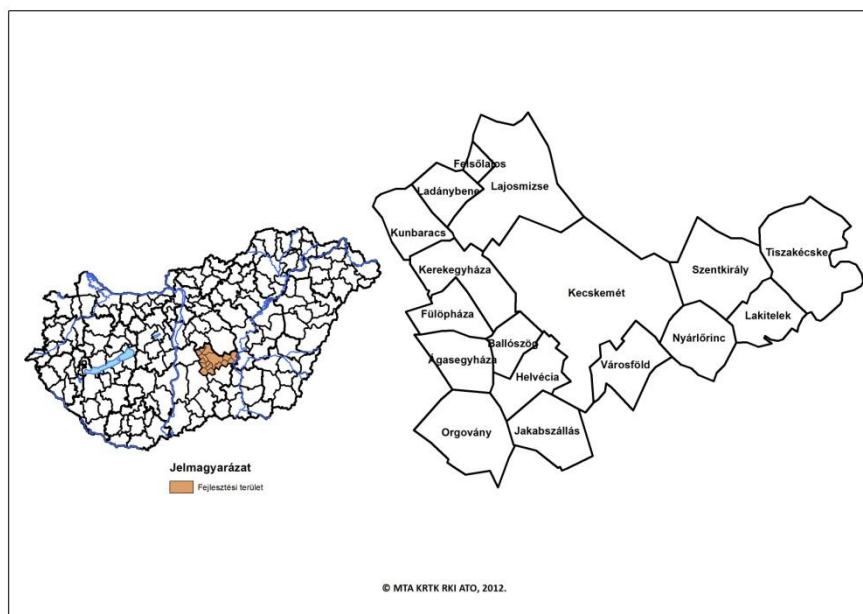 Felsőlajos
Ladánybene
Lajosmizse
Kunbaracs
Tiszakécske
Szentkirály
Kerekegyháza
Kecskemét
Fülöpháza
Lakitelek
Nyárlőrinc
Ballószög
Ágasegyháza
Városföld
Helvécia
Orgovány
Jakabszállás
Jelmagyarázat
Fejlesztési terület
© MTA KRTK RKI ATO, 2012.